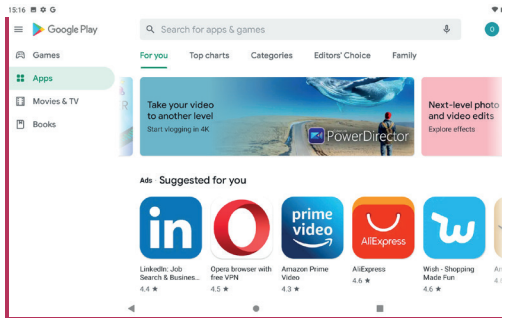 15:16
Google Play
Search for apps & games
O
Games
Apps
Movies & TV
Books
For you
Top charts
Categories
Editors' Choice
Family
Take your video
to another level
Start vlogging in 4K
PowerDirector
Next-level photo
and video edits
Explore effects
Ads · Suggested for you
in
prime
video
AliExpress
LinkedIn: Job
Search & Busines...
4.4 ★
Opera browser with
free VPN
4.5 ★
Amazon Prime
Video
4.3 ★
AliExpress
4.6 ★
Wish - Shopping
Made Fun
4.6 ★